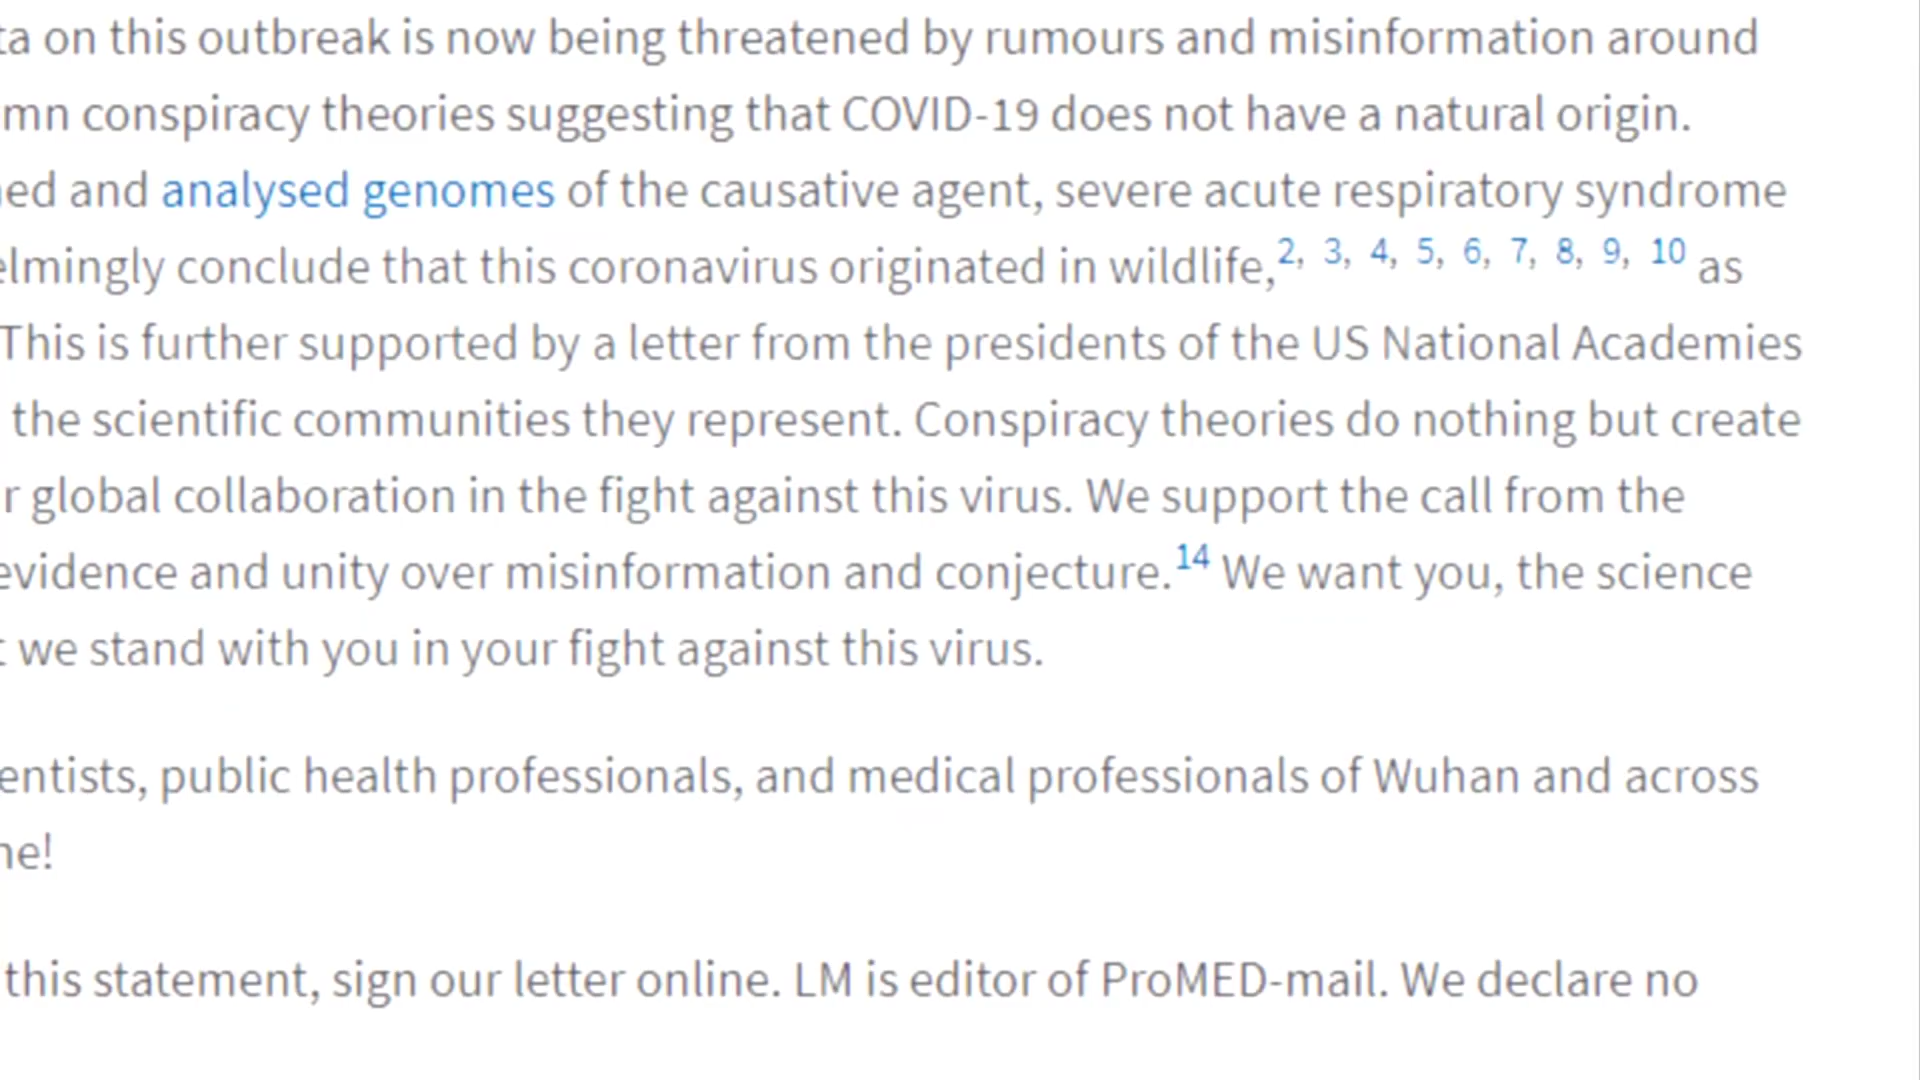 on this outbreak is now being threatened by rumours and misinformation around
conspiracy theories suggesting that COVID-19 does not have a natural origin.
and analysed genomes of the causative agent, severe acute respiratory syndrome
conclude that this coronavirus originated in wildlife,2, 3, 4, 5, 6, 7, 8, 9, 10 as
This is further supported by a letter from the presidents of the US National Academies
the scientific communities they represent. Conspiracy theories do nothing but create
global collaboration in the fight against this virus. We support the call from the
evidence and unity over misinformation and conjecture.14 We want you, the science
we stand with you in your fight against this virus.
public health professionals, and medical professionals of Wuhan and across
this statement, sign our letter online. LM is editor of ProMED-mail. We declare no